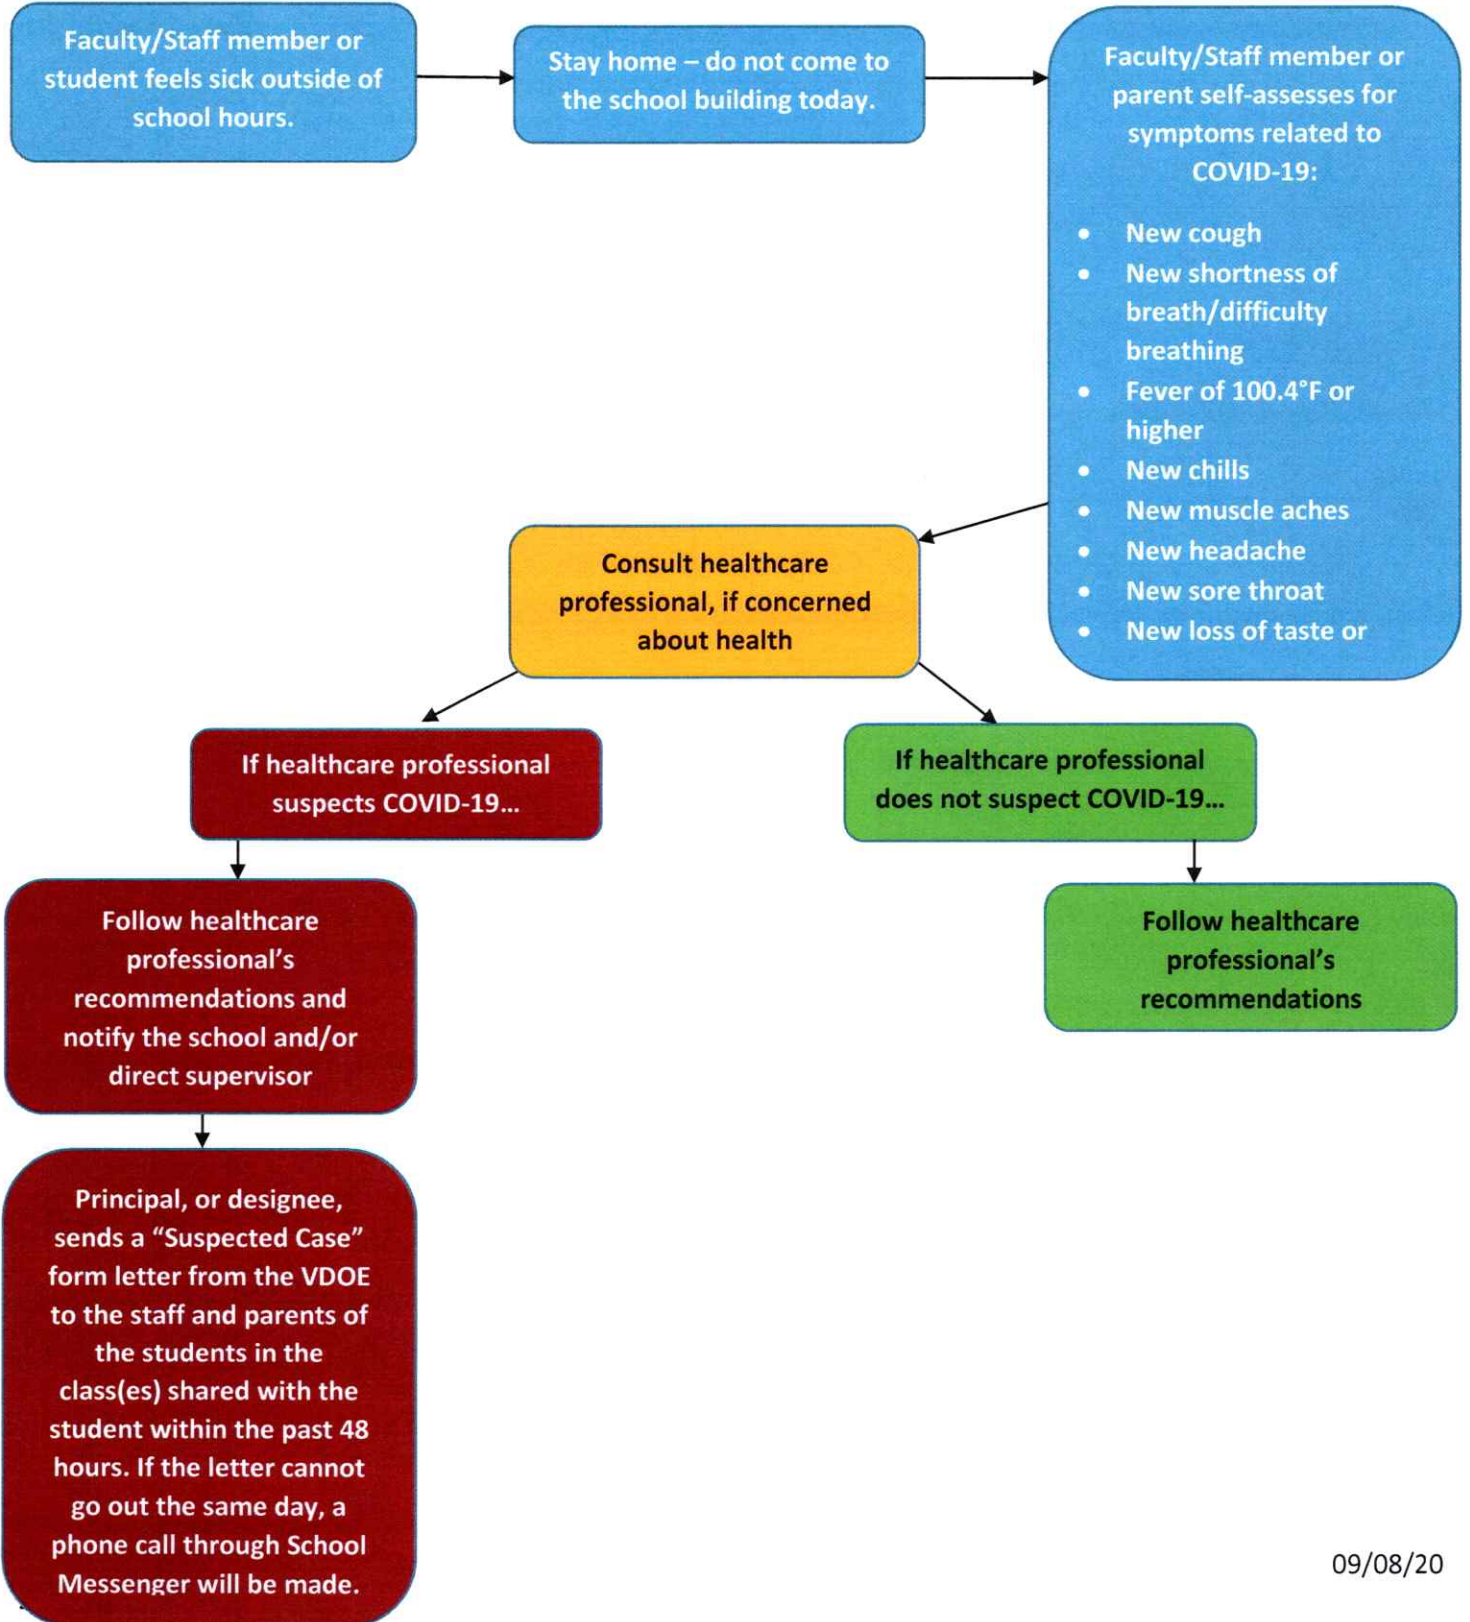 Faculty/Staff member or
student feels sick outside of
school hours.
Stay home – do not come to
the school building today.
Faculty/Staff member or
parent self-assesses for
symptoms related to
COVID-19:
• New cough
• New shortness of
breath/difficulty
breathing
• Fever of 100.4°F or
higher
• New chills
• New muscle aches
• New headache
• New sore throat
• New loss of taste or
Consult healthcare
professional, if concerned
about health
If healthcare professional
suspects COVID-19...
If healthcare professional
does not suspect COVID-19...
Follow healthcare
professional’s
recommendations and
notify the school and/or
direct supervisor
Follow healthcare
professional’s
recommendations
Principal, or designee,
sends a “Suspected Case”
form letter from the VDOE
to the staff and parents of
the students in the
class(es) shared with the
student within the past 48
hours. If the letter cannot
go out the same day, a
phone call through School
Messenger will be made.
09/08/20